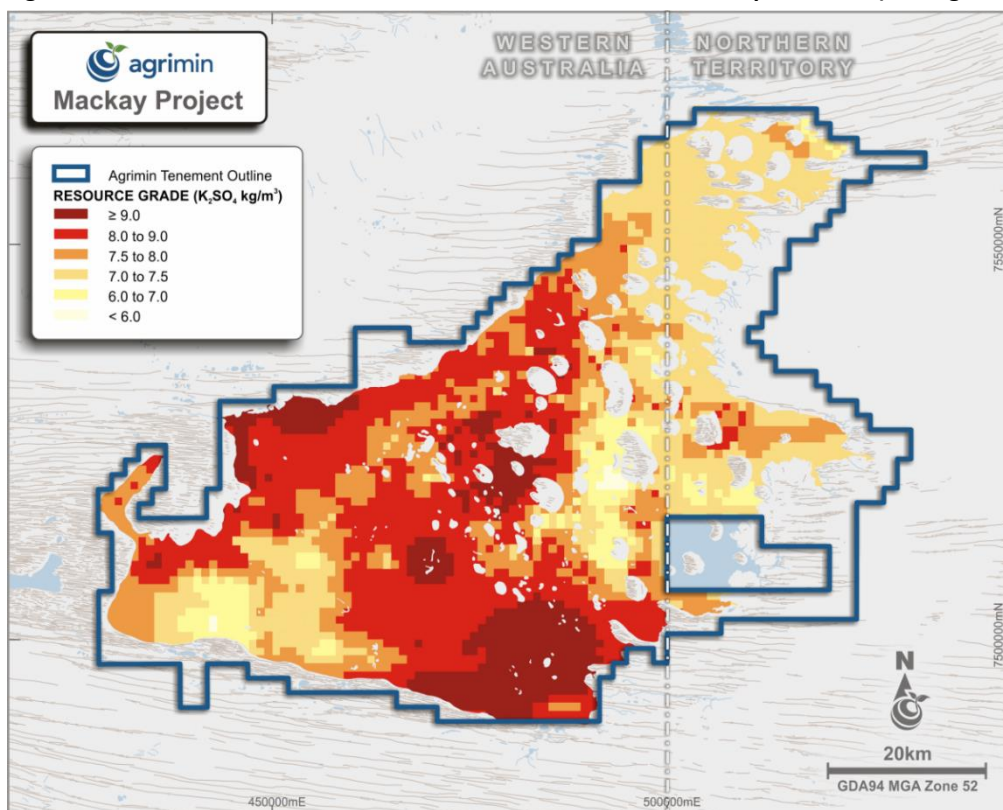 agrimin
Mackay Project
WESTERN AUSTRALIA
NORTHERN TERRITORY
Agrimin Tenement Outline
RESOURCE GRADE (K₂SO₄ kg/m³)
≥ 9.0
8.0 to 9.0
7.5 to 8.0
7.0 to 7.5
6.0 to 7.0
< 6.0
7550000mN
7500000mN
N
20km
GDA94 MGA Zone 52
450000mE
500000mE